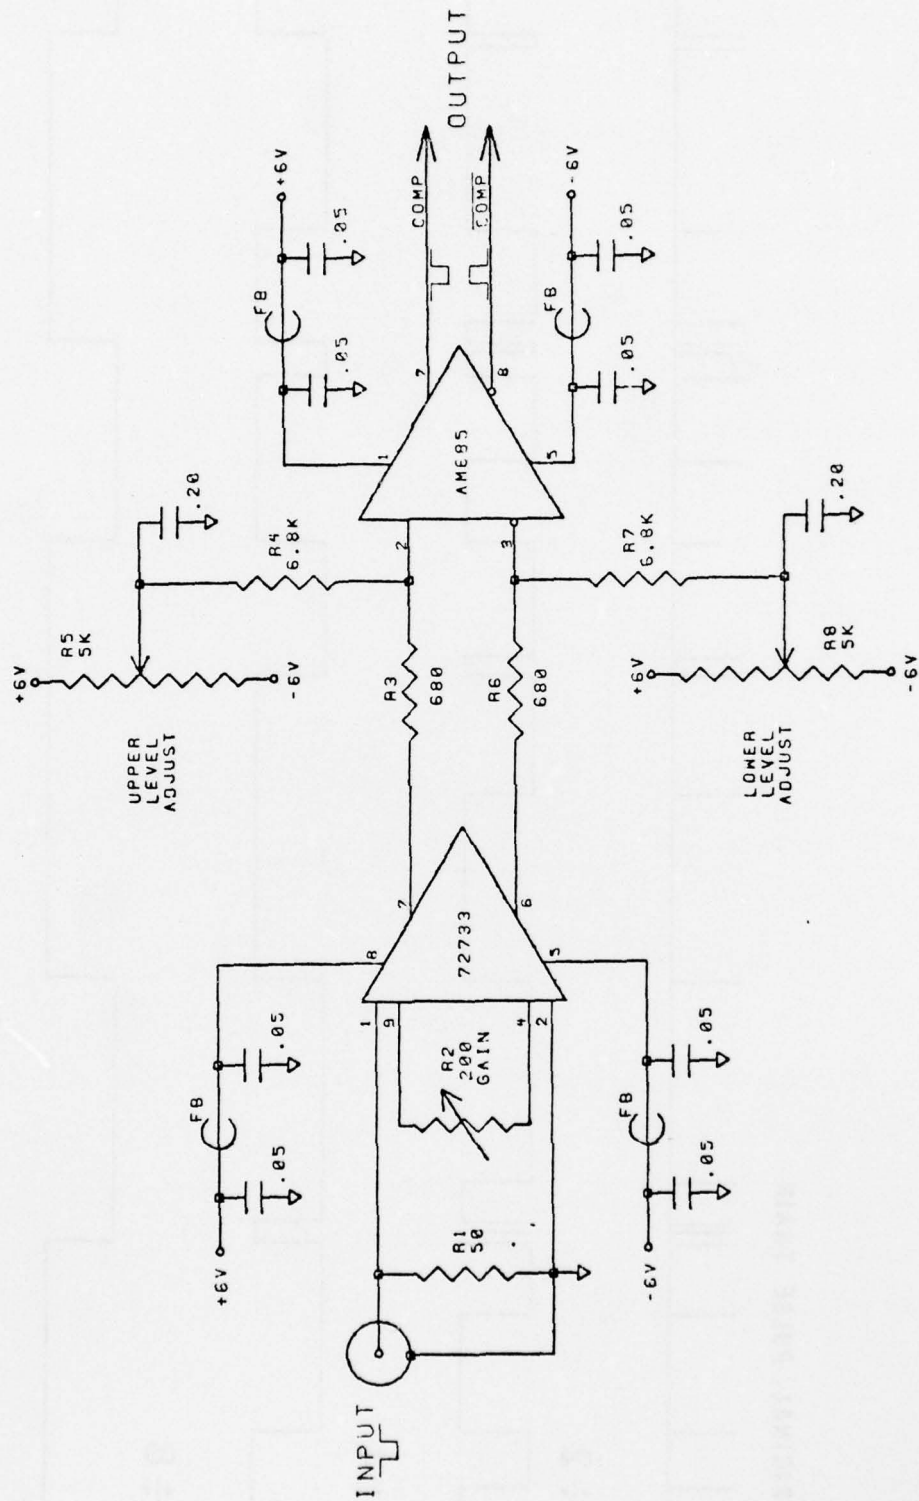 INPUT
+6V
FB
.05
.05
R1
50
R2
200
GAIN
1
9
4
2
8
5
72733
7
6
-6V
FB
.05
.05
UPPER
LEVEL
ADJUST
+6V
R5
5K
-6V
.20
R4
6.8K
R3
680
R6
680
R7
6.8K
.20
LOWER
LEVEL
ADJUST
+6V
R8
5K
-6V
2
3
1
5
AME85
7
8
+6V
FB
.05
.05
-6V
FB
.05
.05
COMP
COMP
OUTPUT